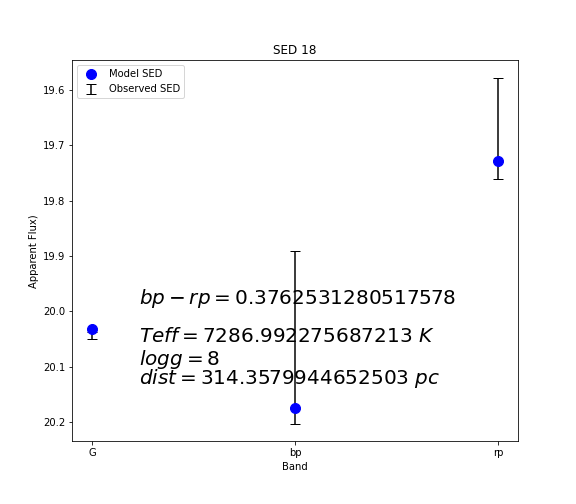 SED 18
Model SED
Observed SED
19.6
19.7
19.8
19.9
20.0
20.1
20.2
Apparent Flux)
bp − rp = 0.3762531280517578
Teff = 7286.992275687213 K
logg = 8
dist = 314.3579944652503 pc
G
bp
rp
Band